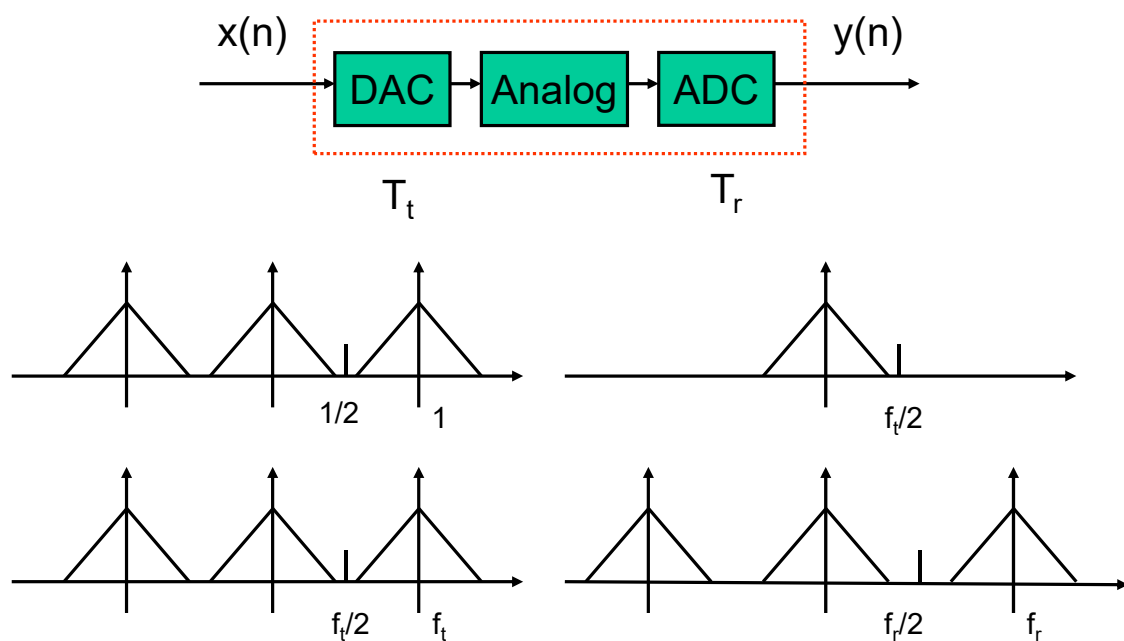 x(n)
y(n)
DAC
Analog
ADC
Tₜ
Tᵣ
1/2
1
fₜ/2
fₜ/2
fₜ
fᵣ/2
fᵣ